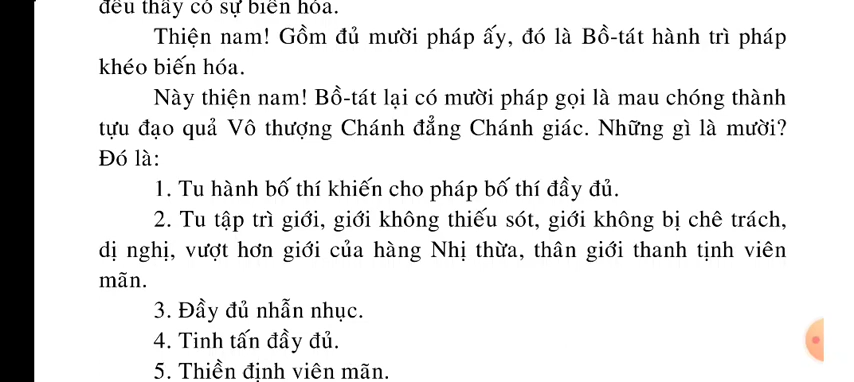 đều thấy có sự biến hóa.
Thiện nam! Gồm đủ mười pháp ấy, đó là Bồ-tát hành trì pháp
khéo biến hóa.
Này thiện nam! Bồ-tát lại có mười pháp gọi là mau chóng thành
tựu đạo quả Vô thượng Chánh đẳng Chánh giác. Những gì là mười?
Đó là:
1. Tu hành bố thí khiến cho pháp bố thí đầy đủ.
2. Tu tập trì giới, giới không thiếu sót, giới không bị chê trách,
dị nghị, vượt hơn giới của hàng Nhị thừa, thân giới thanh tịnh viên
mãn.
3. Đầy đủ nhẫn nhục.
4. Tinh tấn đầy đủ.
5. Thiền định viên mãn.